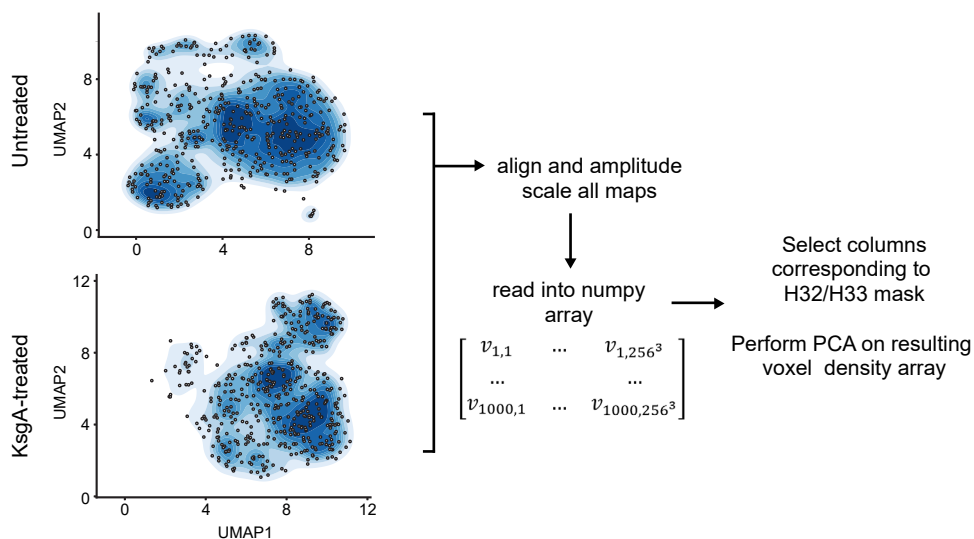 Untreated
UMAP2
8
4
0
0
4
8
KsgA-treated
UMAP2
12
8
4
0
0
4
8
12
UMAP1
align and amplitude
scale all maps
read into numpy
array
𝑣₁,₁ ... 𝑣₁,₂₅₆³
... ...
𝑣₁₀₀₀,₁ ... 𝑣₁₀₀₀,₂₅₆³
Select columns
corresponding to
H32/H33 mask
Perform PCA on resulting
voxel density array